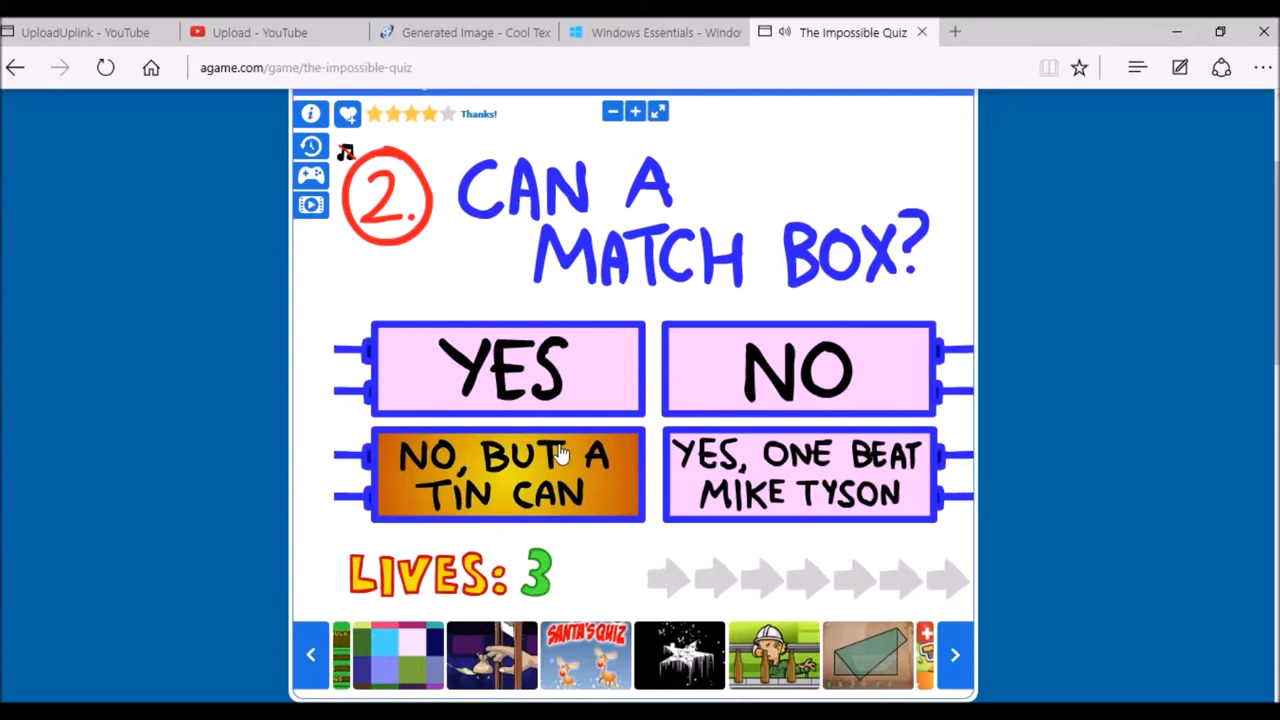 UploadUplink - YouTube
Upload - YouTube
Generated Image - Cool Tex
Windows Essentials - Window
The Impossible Quiz
agame.com/game/the-impossible-quiz
Thanks!
2. CAN A
MATCH BOX?
YES
NO
NO, BUT A
TIN CAN
YES, ONE BEAT
MIKE TYSON
LIVES: 3
SANTA'S QUIZ